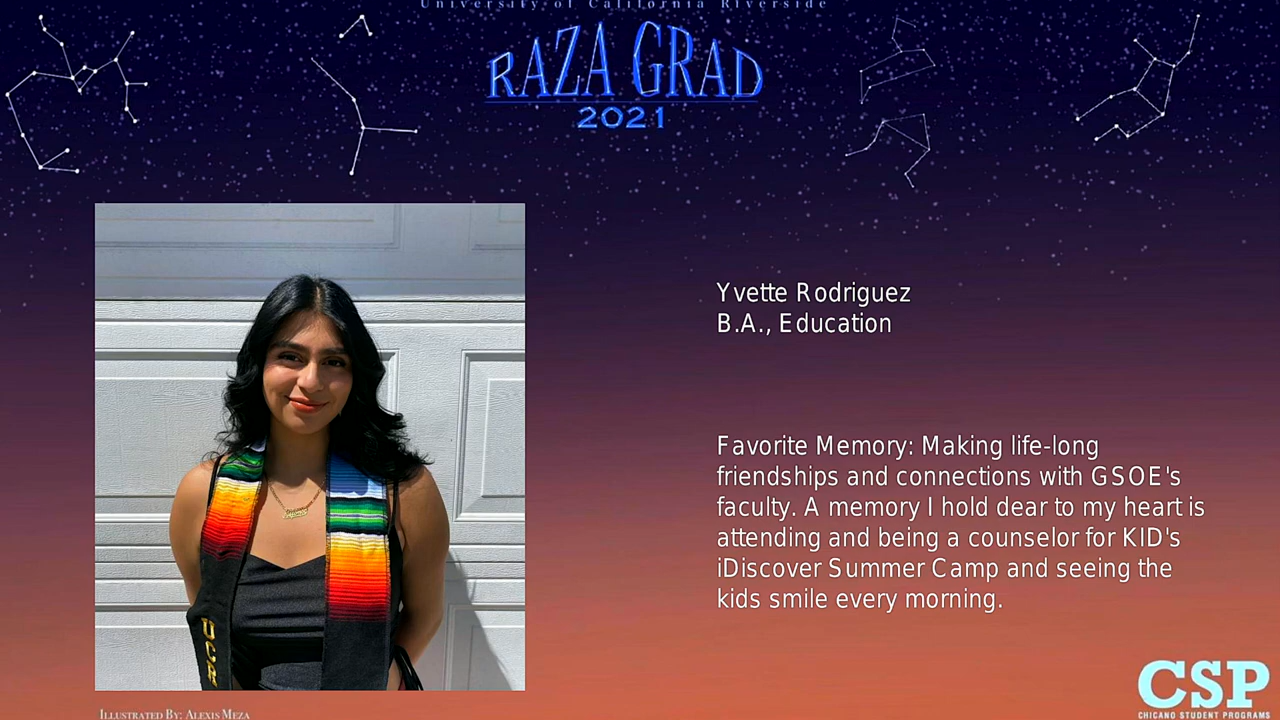 University of California Riverside
RAZA GRAD
2021
Yvette Rodriguez
B.A., Education
Favorite Memory: Making life-long
friendships and connections with GSOE's
faculty. A memory I hold dear to my heart is
attending and being a counselor for KID's
iDiscover Summer Camp and seeing the
kids smile every morning.
UCR
CSP
CHICANO STUDENT PROGRAMS
ILLUSTRATED BY: ALEXIS MEZA